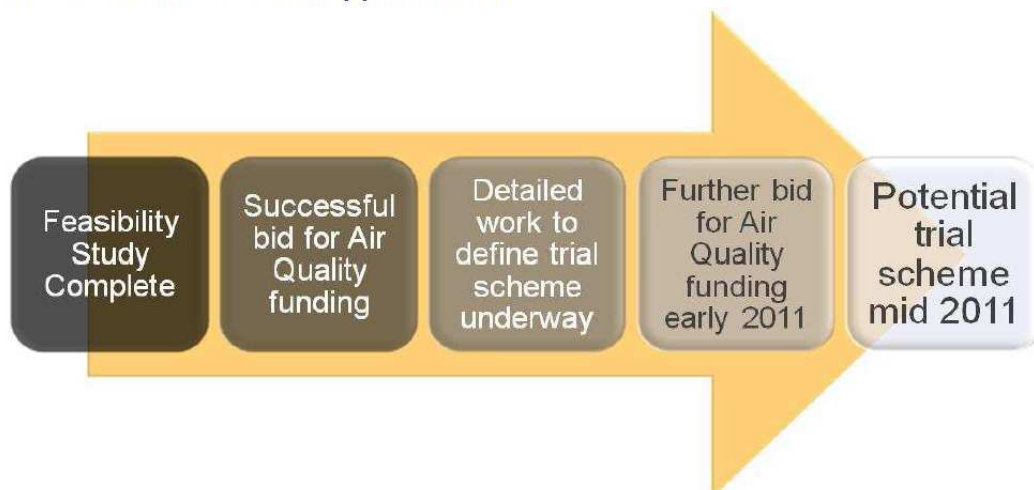 Feasibility
Study
Complete
Successful
bid for Air
Quality
funding
Detailed
work to
define trial
scheme
underway
Further bid
for Air
Quality
funding
early 2011
Potential
trial
scheme
mid 2011